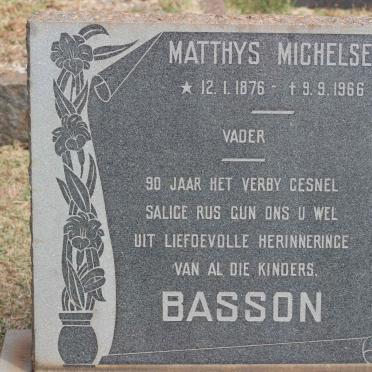 MATTHYS MICHELSE
★ 12.1.1876 - † 9.9.1966
VADER
90 JAAR HET VERBY GESNEL
SALIGE RUS GUN ONS U WEL
UIT LIEFDEVOLLE HERINNERINGE
VAN AL DIE KINDERS.
BASSON